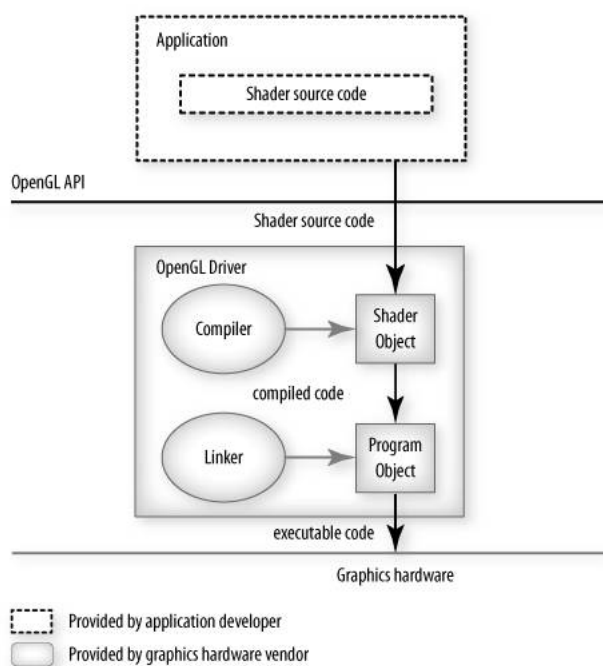 Application
Shader source code
OpenGL API
Shader source code
OpenGL Driver
Compiler
Shader
Object
compiled code
Linker
Program
Object
executable code
Graphics hardware
Provided by application developer
Provided by graphics hardware vendor